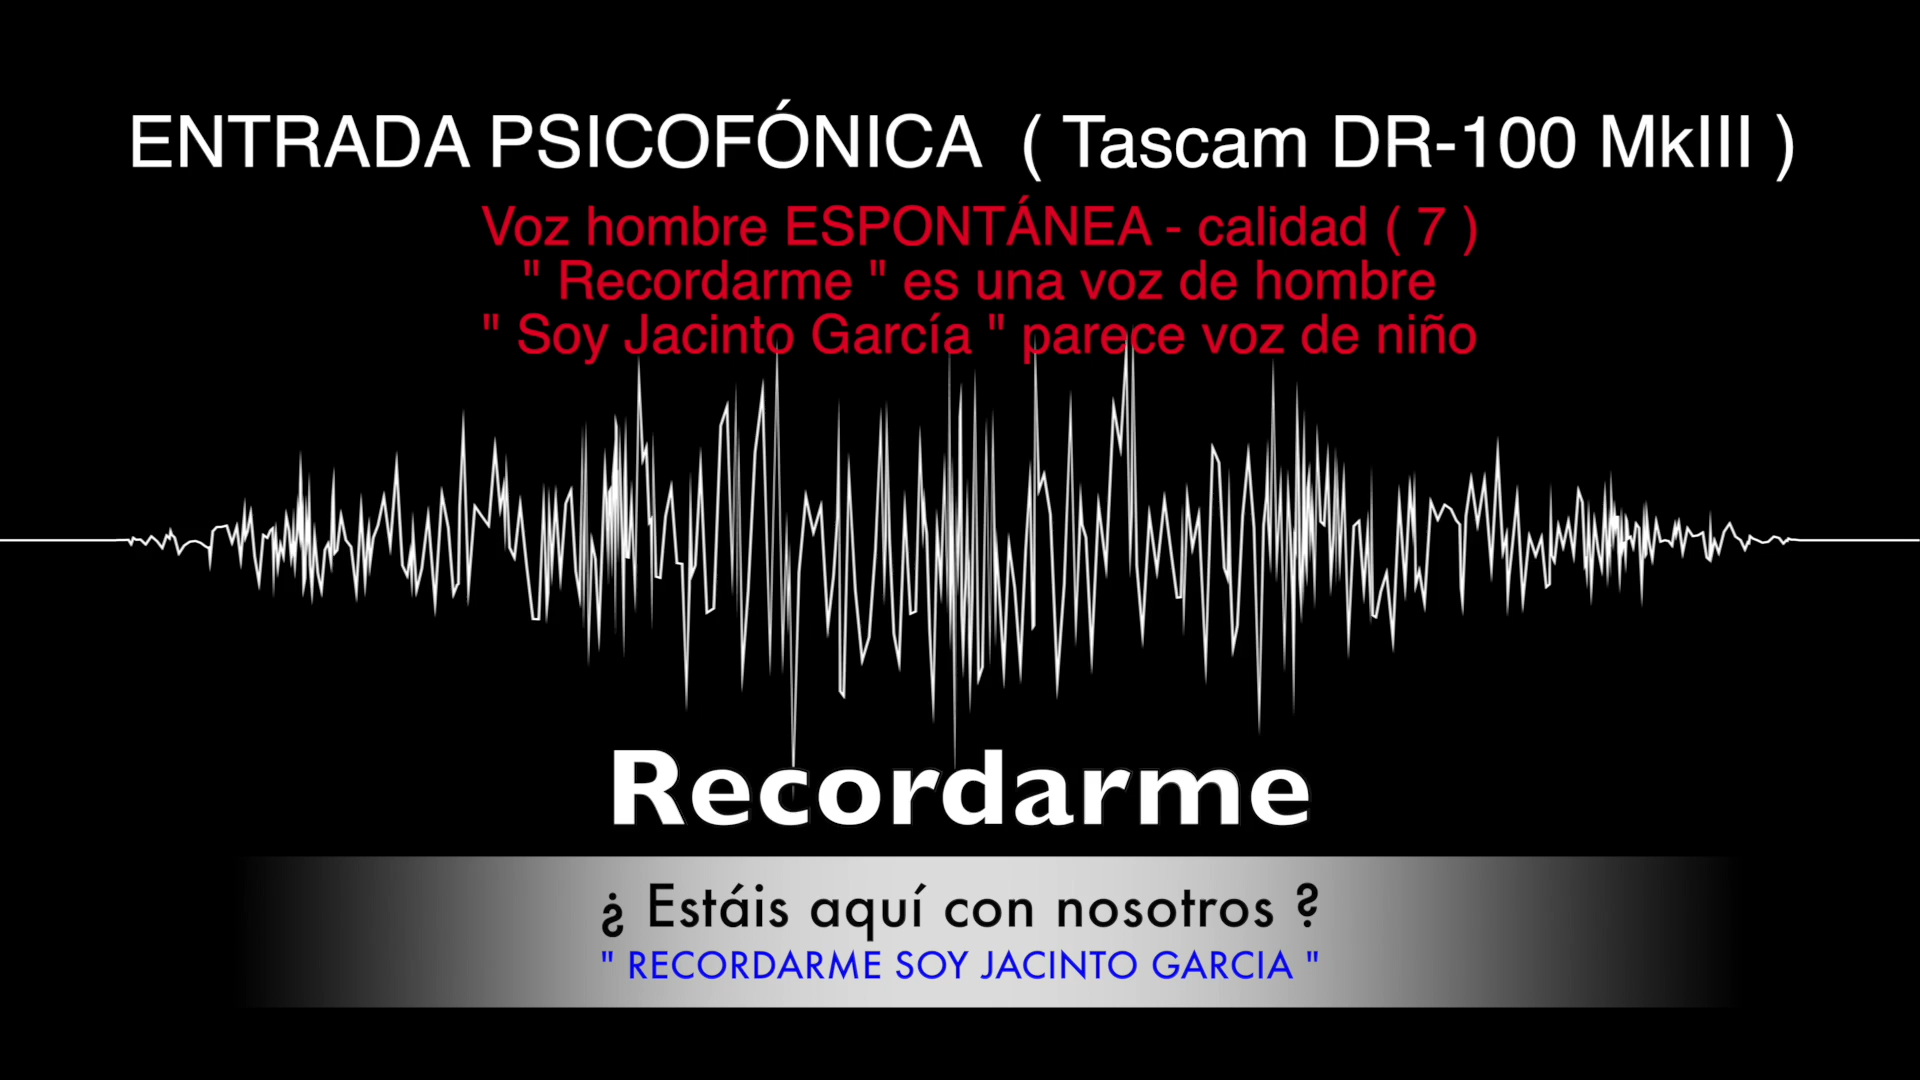 ENTRADA PSICOFÓNICA ( Tascam DR-100 MkIII )
Voz hombre ESPONTÁNEA - calidad ( 7 )
" Recordarme " es una voz de hombre
" Soy Jacinto García " parece voz de niño
Recordarme
¿ Estáis aquí con nosotros ?
" RECORDARME SOY JACINTO GARCIA "